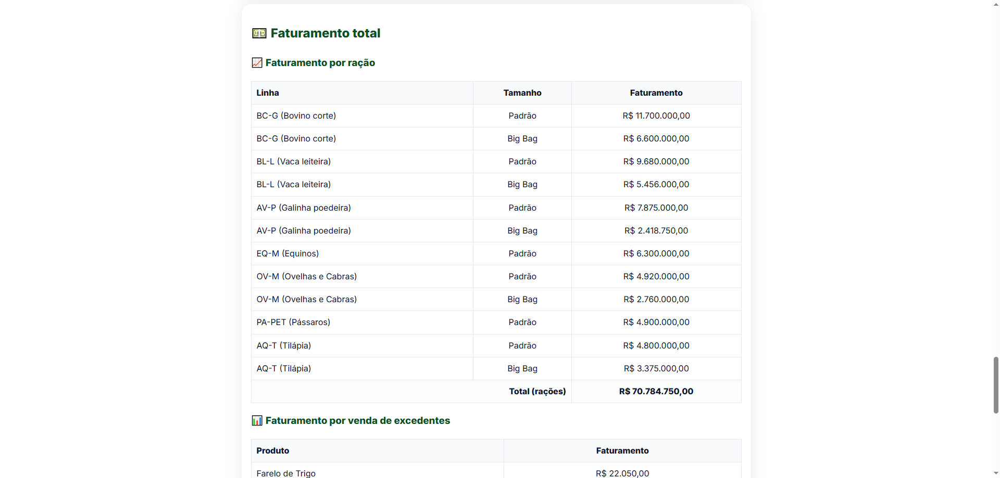 Faturamento total
Faturamento por ração
Linha Tamanho Faturamento
BC-G (Bovino corte) Padrão R$ 11.700.000,00
BC-G (Bovino corte) Big Bag R$ 6.600.000,00
BL-L (Vaca leiteira) Padrão R$ 9.680.000,00
BL-L (Vaca leiteira) Big Bag R$ 5.456.000,00
AV-P (Galinha poedeira) Padrão R$ 7.875.000,00
AV-P (Galinha poedeira) Big Bag R$ 2.418.750,00
EQ-M (Equinos) Padrão R$ 6.300.000,00
OV-M (Ovelhas e Cabras) Padrão R$ 4.920.000,00
OV-M (Ovelhas e Cabras) Big Bag R$ 2.760.000,00
PA-PET (Pássaros) Padrão R$ 4.900.000,00
AQ-T (Tilápia) Padrão R$ 4.800.000,00
AQ-T (Tilápia) Big Bag R$ 3.375.000,00
Total (rações) R$ 70.784.750,00
Faturamento por venda de excedentes
Produto Faturamento
Farelo de Trigo R$ 22.050,00